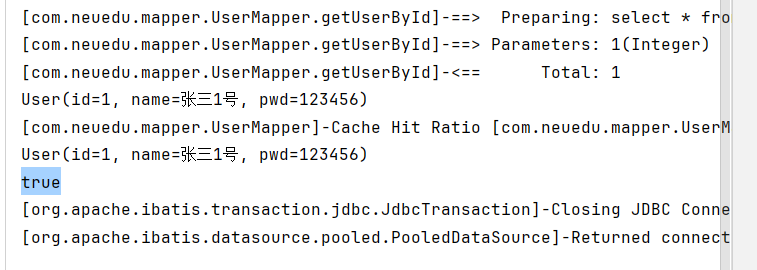 [com.neuedu.mapper.UserMapper.getUserById]-==>  Preparing: select * fro
[com.neuedu.mapper.UserMapper.getUserById]-==> Parameters: 1(Integer)
[com.neuedu.mapper.UserMapper.getUserById]-<==      Total: 1
User(id=1, name=张三1号, pwd=123456)
[com.neuedu.mapper.UserMapper]-Cache Hit Ratio [com.neuedu.mapper.UserM
User(id=1, name=张三1号, pwd=123456)
true
[org.apache.ibatis.transaction.jdbc.JdbcTransaction]-Closing JDBC Conne
[org.apache.ibatis.datasource.pooled.PooledDataSource]-Returned connect